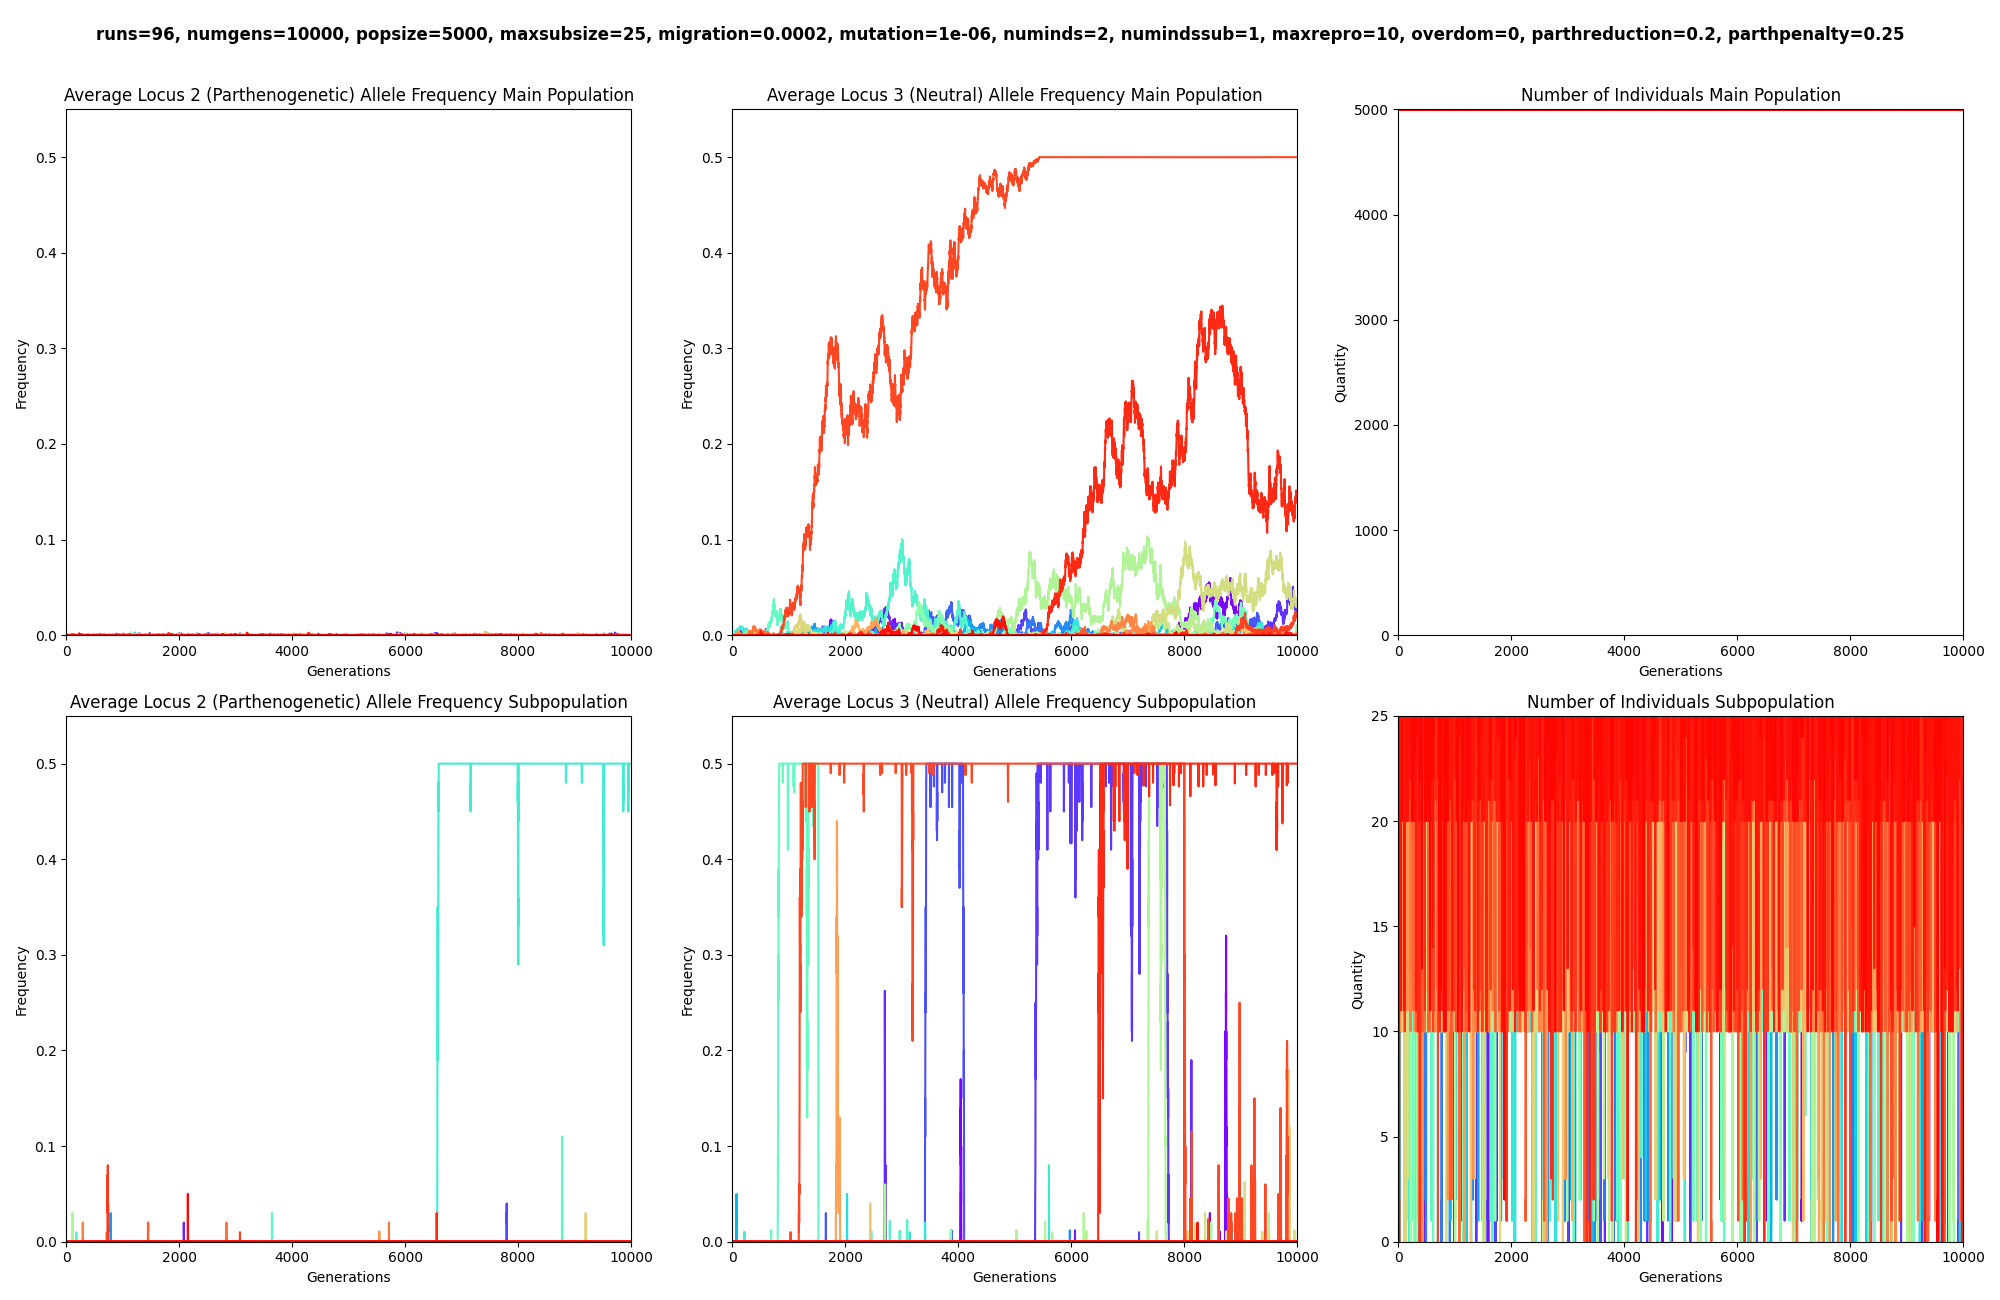 runs=96, numgens=10000, popsize=5000, maxsubsize=25, migration=0.0002, mutation=1e-06, numinds=2, numindssub=1, maxrepro=10, overdom=0, parthreduction=0.2, parthpenalty=0.25
Average Locus 2 (Parthenogenetic) Allele Frequency Main Population
0.5
0.4
0.3
0.2
0.1
0.0
Frequency
0 2000 4000 6000 8000 10000
Generations
Average Locus 3 (Neutral) Allele Frequency Main Population
0.5
0.4
0.3
0.2
0.1
0.0
Frequency
0 2000 4000 6000 8000 10000
Generations
Number of Individuals Main Population
5000
4000
3000
2000
1000
0
Quantity
0 2000 4000 6000 8000 10000
Generations
Average Locus 2 (Parthenogenetic) Allele Frequency Subpopulation
0.5
0.4
0.3
0.2
0.1
0.0
Frequency
0 2000 4000 6000 8000 10000
Generations
Average Locus 3 (Neutral) Allele Frequency Subpopulation
0.5
0.4
0.3
0.2
0.1
0.0
Frequency
0 2000 4000 6000 8000 10000
Generations
Number of Individuals Subpopulation
25
20
15
10
5
0
Quantity
0 2000 4000 6000 8000 10000
Generations